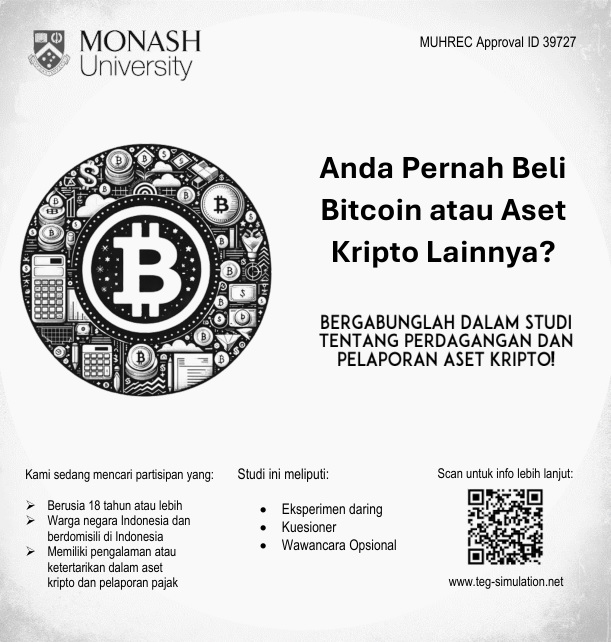 MONASH
University
MUHREC Approval ID 39727
Anda Pernah Beli
Bitcoin atau Aset
Kripto Lainnya?
BERGABUNGLAH DALAM STUDI
TENTANG PERDAGANGAN DAN
PELAPORAN ASET KRIPTO!
Kami sedang mencari partisipan yang:
➢ Berusia 18 tahun atau lebih
➢ Warga negara Indonesia dan
berdomisili di Indonesia
➢ Memiliki pengalaman atau
ketertarikan dalam aset
kripto dan pelaporan pajak
Studi ini meliputi:
• Eksperimen daring
• Kuesioner
• Wawancara Opsional
Scan untuk info lebih lanjut:
www.teg-simulation.net